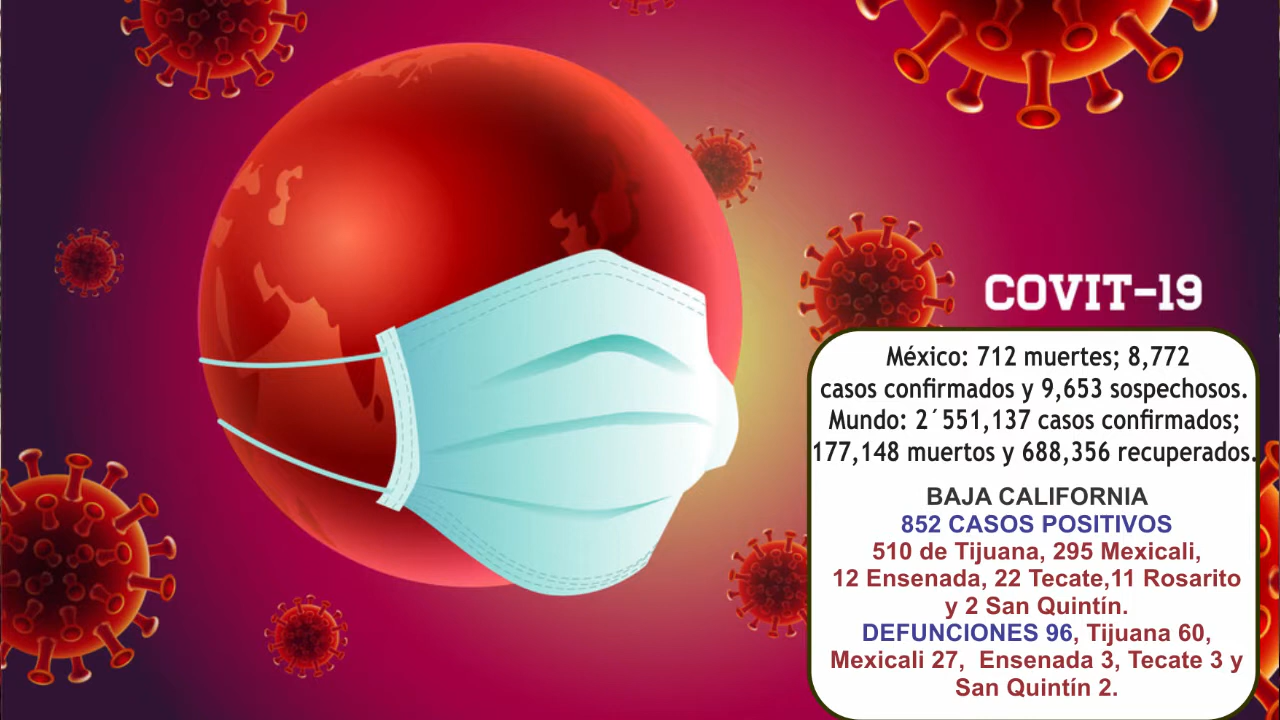 COVIT-19
México: 712 muertes; 8,772
casos confirmados y 9,653 sospechosos.
Mundo: 2´551,137 casos confirmados;
177,148 muertos y 688,356 recuperados.
BAJA CALIFORNIA
852 CASOS POSITIVOS
510 de Tijuana, 295 Mexicali,
12 Ensenada, 22 Tecate,11 Rosarito
y 2 San Quintín.
DEFUNCIONES 96, Tijuana 60,
Mexicali 27, Ensenada 3, Tecate 3 y
San Quintín 2.